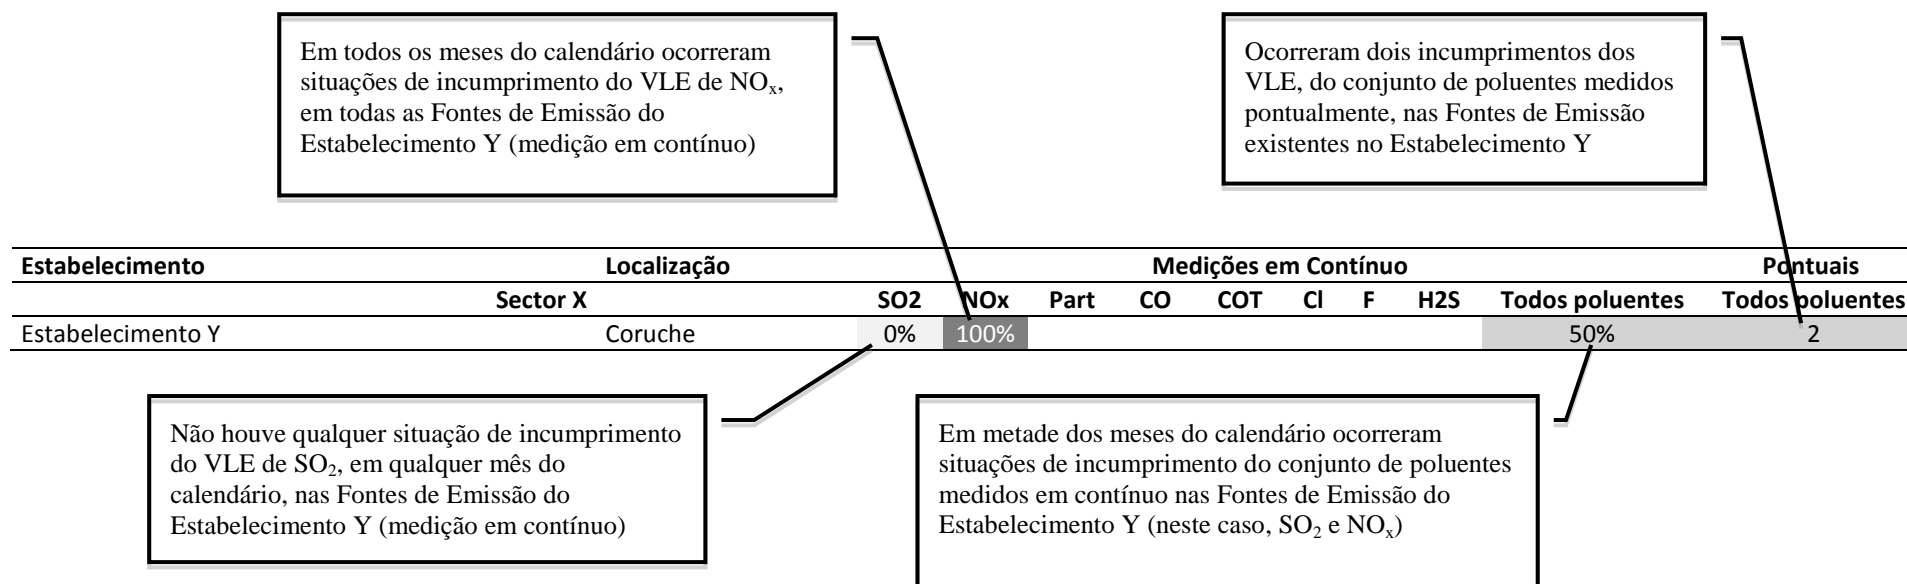 Em todos os meses do calendário ocorreram
situações de incumprimento do VLE de NOx,
em todas as Fontes de Emissão do
Estabelecimento Y (medição em contínuo)
Ocorreram dois incumprimentos dos
VLE, do conjunto de poluentes medidos
pontualmente, nas Fontes de Emissão
existentes no Estabelecimento Y
Estabelecimento Localização Medições em Contínuo Pontuais
Sector X SO2 NOx Part CO COT Cl F H2S Todos poluentes Todos poluentes
Estabelecimento Y Coruche 0% 100% 50% 2
Não houve qualquer situação de incumprimento
do VLE de SO2, em qualquer mês do
calendário, nas Fontes de Emissão do
Estabelecimento Y (medição em contínuo)
Em metade dos meses do calendário ocorreram
situações de incumprimento do conjunto de poluentes
medidos em contínuo nas Fontes de Emissão do
Estabelecimento Y (neste caso, SO2 e NOx)